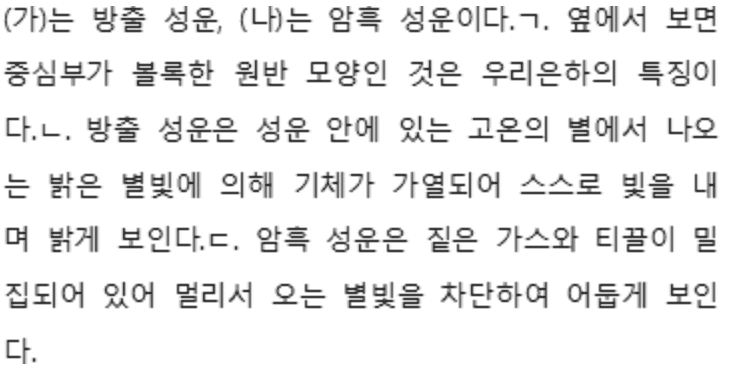 (가)는 방출 성운, (나)는 암흑 성운이다.ㄱ. 옆에서 보면
중심부가 볼록한 원반 모양인 것은 우리은하의 특징이
다.ㄴ. 방출 성운은 성운 안에 있는 고온의 별에서 나오
는 밝은 별빛에 의해 기체가 가열되어 스스로 빛을 내
며 밝게 보인다.ㄷ. 암흑 성운은 짙은 가스와 티끌이 밀
집되어 있어 멀리서 오는 별빛을 차단하여 어둡게 보인
다.